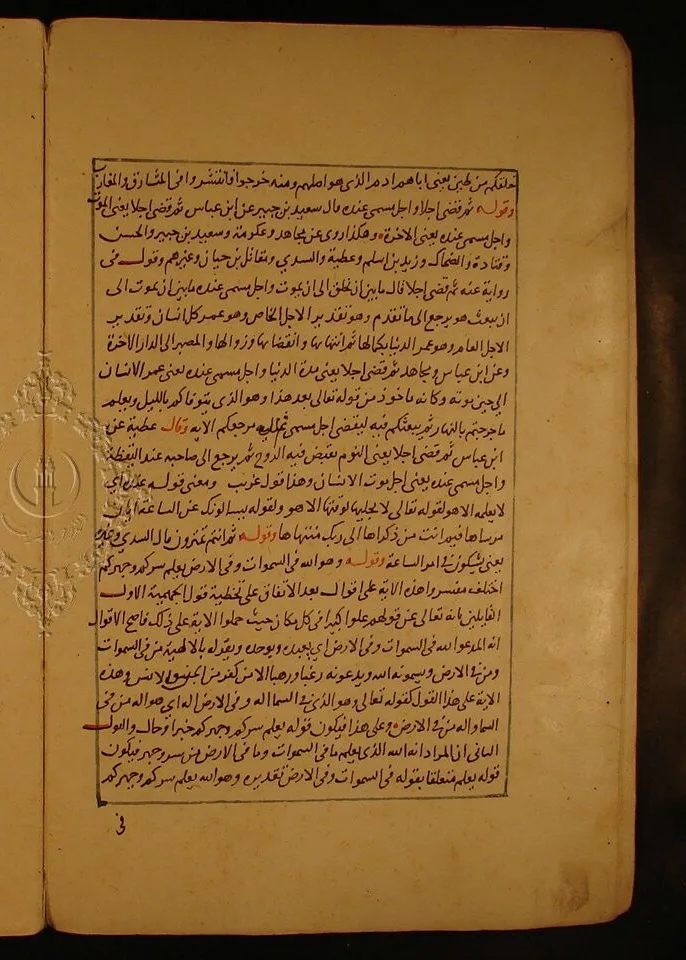 خلقكم من طين يعني اباهم ادم الذي هو اصلهم ومنه خرجوا فانتشروا في المشارق والمغارب
وقوله ثم قضى اجلا واجل مسمى عنده قال سعيد بن جبير عن ابن عباس ثم قضى اجلا يعني الموت
واجل مسمى عنده يعني الاخرة وهكذا روى عن مجاهد وعكرمة وسعيد بن جبير والحسن
وقتادة والضحاك وزيد بن اسلم وعطية والسدي ومقاتل بن حيان وغيرهم وقول في
رواية عنه ثم قضى اجلا قال ما بين ان يخلق الى ان يموت واجل مسمى عنده ما بين ان يموت الى
ان يبعث هو يرجع الى ما تقدم وهو تقدير الاجل الخاص وهو عمر كل انسان وتقدير
الاجل العام وهو عمر الدنيا بكمالها ثم انتهائها وانقضائها وزوالها والمصير الى الدار الآخرة
وعن ابن عباس ومجاهد ثم قضى اجلا يعني مدة الدنيا واجل مسمى عنده يعني عمر الانسان
الى حين موته وكانه ماخوذ من قوله تعالى بعد هذا وهو الذي يتوفاكم بالليل ويعلم
ما جرحتم بالنهار ثم يبعثكم فيه ليقضى اجل مسمى ثم اليه مرجعكم الايه وقال عطية عن
ابن عباس ثم قضى اجلا يعني النوم يقبض فيه الروح ثم يرجع الى صاحبه عند اليقظة
واجل مسمى عنده يعني اجل موت الانسان وهذا قول غريب ومعنى قوله عنده اي
لا يعلمه الا هو لقوله تعالى لا يجليها لوقتها الا هو ولقوله يسالونك عن الساعة ايان
مرساها فيم انت من ذكراها الى ربك منتهاها وقوله ثم انتم تمترون قال السدي وغيره
يعني تشكون في امر الساعة وقوله وهو الله في السموات وفي الارض يعلم سركم وجهركم
اختلف مفسروا هذه الاية على اقوال بعد الاتفاق على تخطية قول الجهمية الاول
القايلين بانه تعالى عن قولهم علوا كبيرا في كل مكان حيث حملوا الاية على ذلك فاصح الاقوال
انه المدعو الله في السموات وفي الارض اي يعبده ويوحده ويقر له بالالهية من في السموات
ومن في الارض ويسمونه الله ويدعونه رغبا ورهبا الا من كفر من الجن والانس وهذه
الاية على هذا القول كقوله تعالى وهو الذي في السما اله وفي الارض اله اي هو اله من في
السما واله من في الارض وعلى هذا فيكون قوله يعلم سركم وجهركم خبرا او حال والقول
الثاني ان المراد انه الله الذي يعلم ما في السموات وما في الارض من سر وجهر فيكون
قوله يعلم متعلقا بقوله في السموات وفي الارض تقديره وهو الله يعلم سركم وجهركم
في